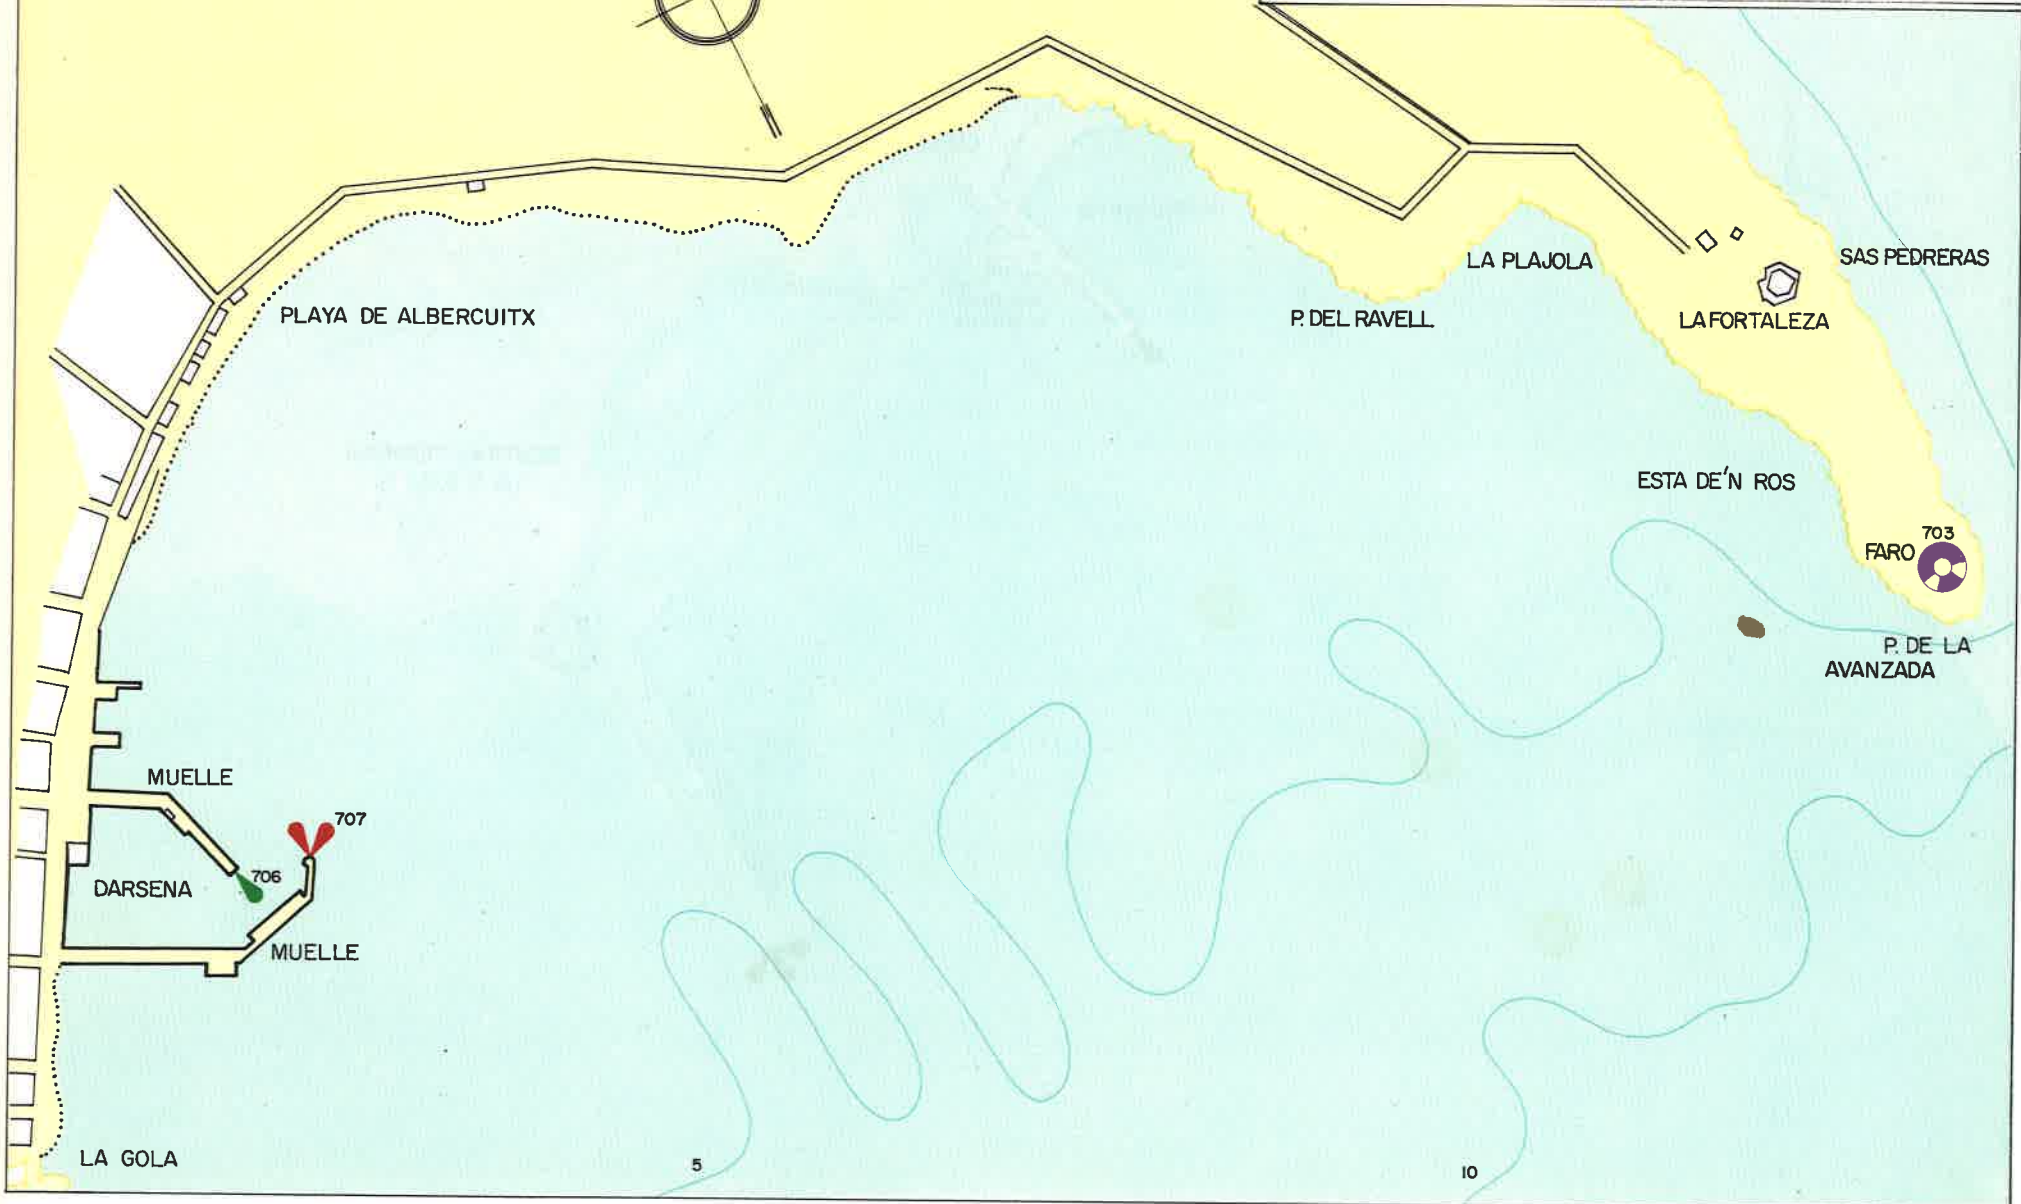 SAS PEDRERAS
LA PLAJOLA
PLAYA DE ALBERCUITX
P. DEL RAVELL
LA FORTALEZA
ESTA DE'N ROS
703
FARO
P. DE LA
AVANZADA
MUELLE
707
706
DARSENA
MUELLE
LA GOLA
5
10